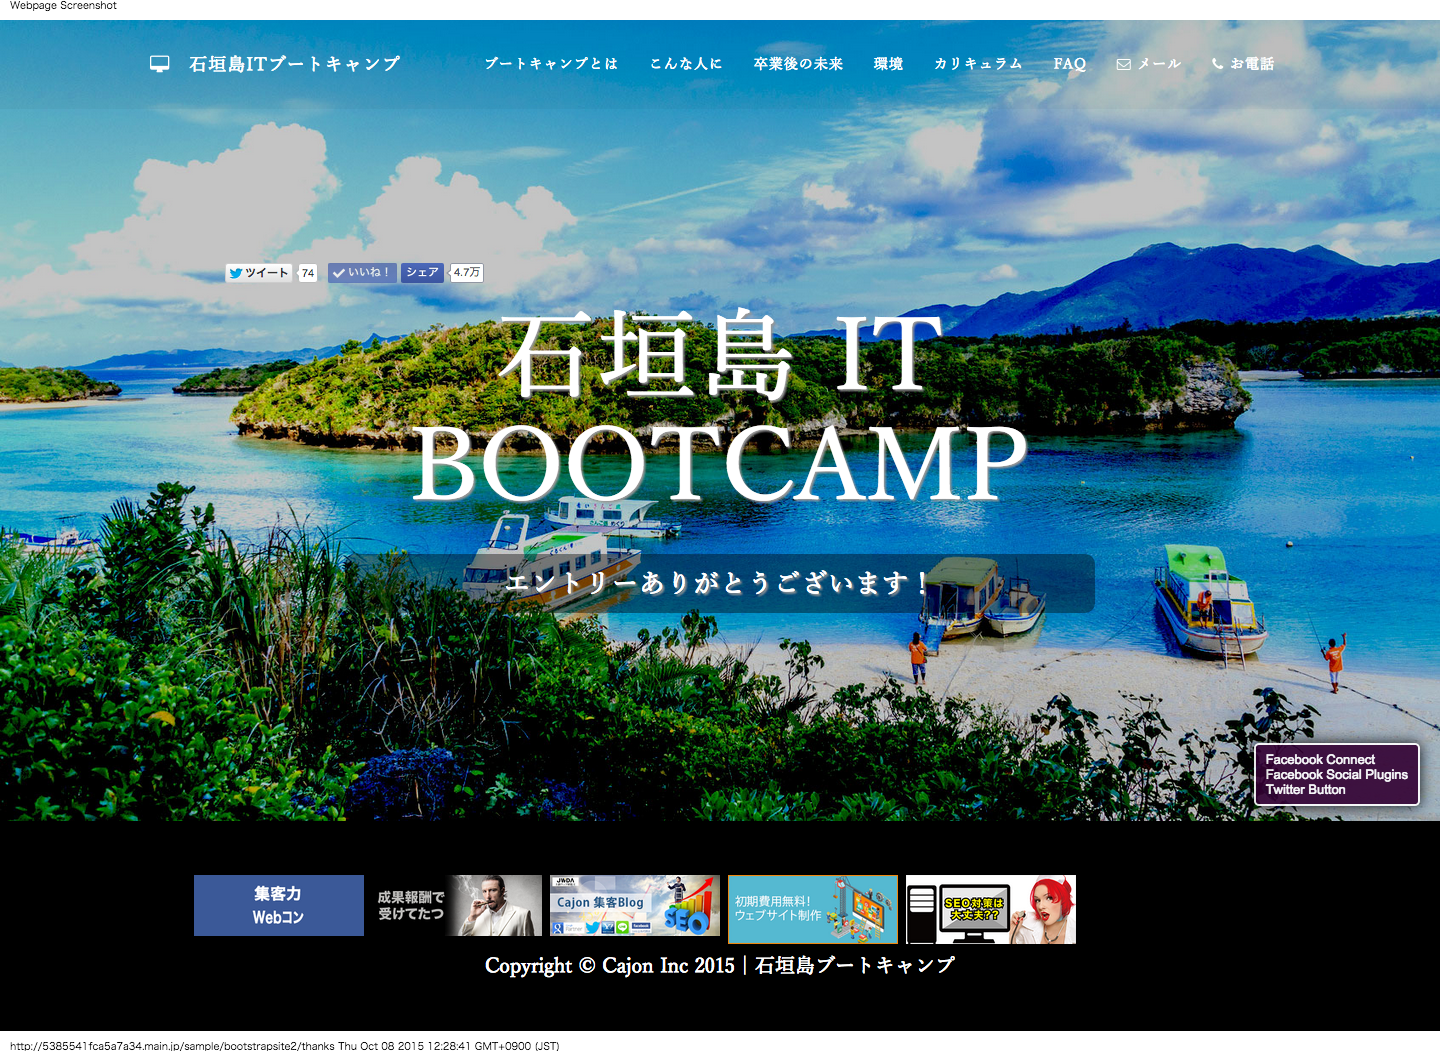 Webpage Screenshot
石垣島ITブートキャンプ
ブートキャンプとは こんな人に 卒業後の未来 環境 カリキュラム FAQ メール お電話
ツイート 74 いいね！ シェア 4.7万
石垣島 IT
BOOTCAMP
エントリーありがとうございます！
Facebook Connect
Facebook Social Plugins
Twitter Button
集客力
Webコン
成果報酬で
受けてたつ
JWDA
Cajon 集客Blog
SEO
初期費用無料！
ウェブサイト制作
SEO対策は
大丈夫??
Copyright © Cajon Inc 2015 | 石垣島ブートキャンプ
http://5385541fca5a7a34.main.jp/sample/bootstrapsite2/thanks Thu Oct 08 2015 12:28:41 GMT+0900 (JST)